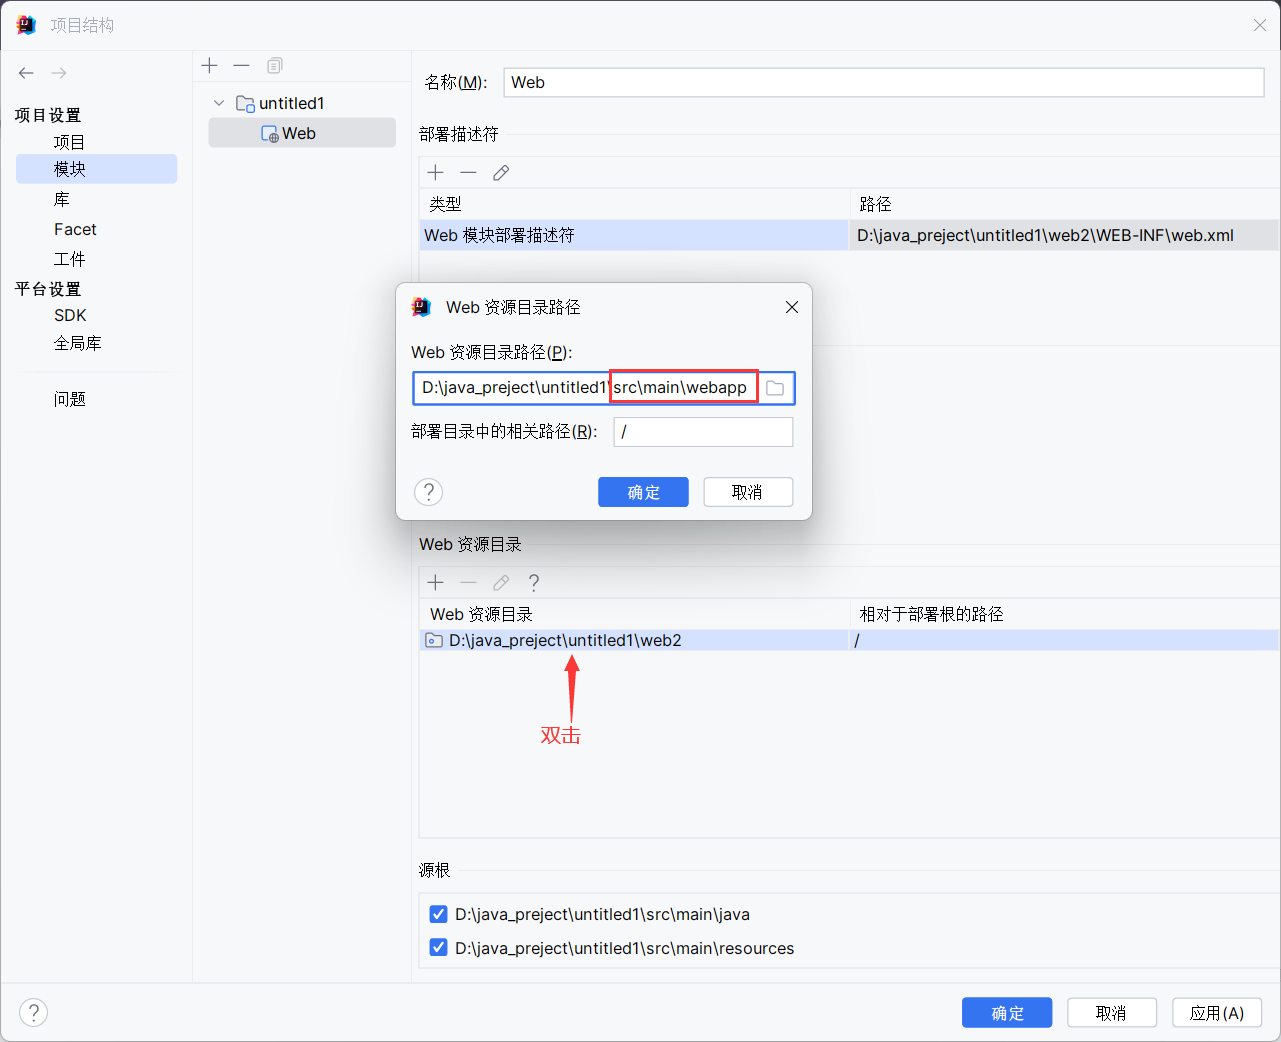 项目结构
名称(M): Web
项目设置
项目
模块
库
Facet
工件
平台设置
SDK
全局库
问题
untitled1
Web
部署描述符
类型 路径
Web 模块部署描述符 D:\java_preject\untitled1\web2\WEB-INF\web.xml
Web 资源目录路径
Web 资源目录路径(P):
D:\java_preject\untitled1\src\main\webapp
部署目录中的相关路径(R): /
? 确定 取消
Web 资源目录
?
Web 资源目录 相对于部署根的路径
D:\java_preject\untitled1\web2 /
双击
源根
D:\java_preject\untitled1\src\main\java
D:\java_preject\untitled1\src\main\resources
? 确定 取消 应用(A)